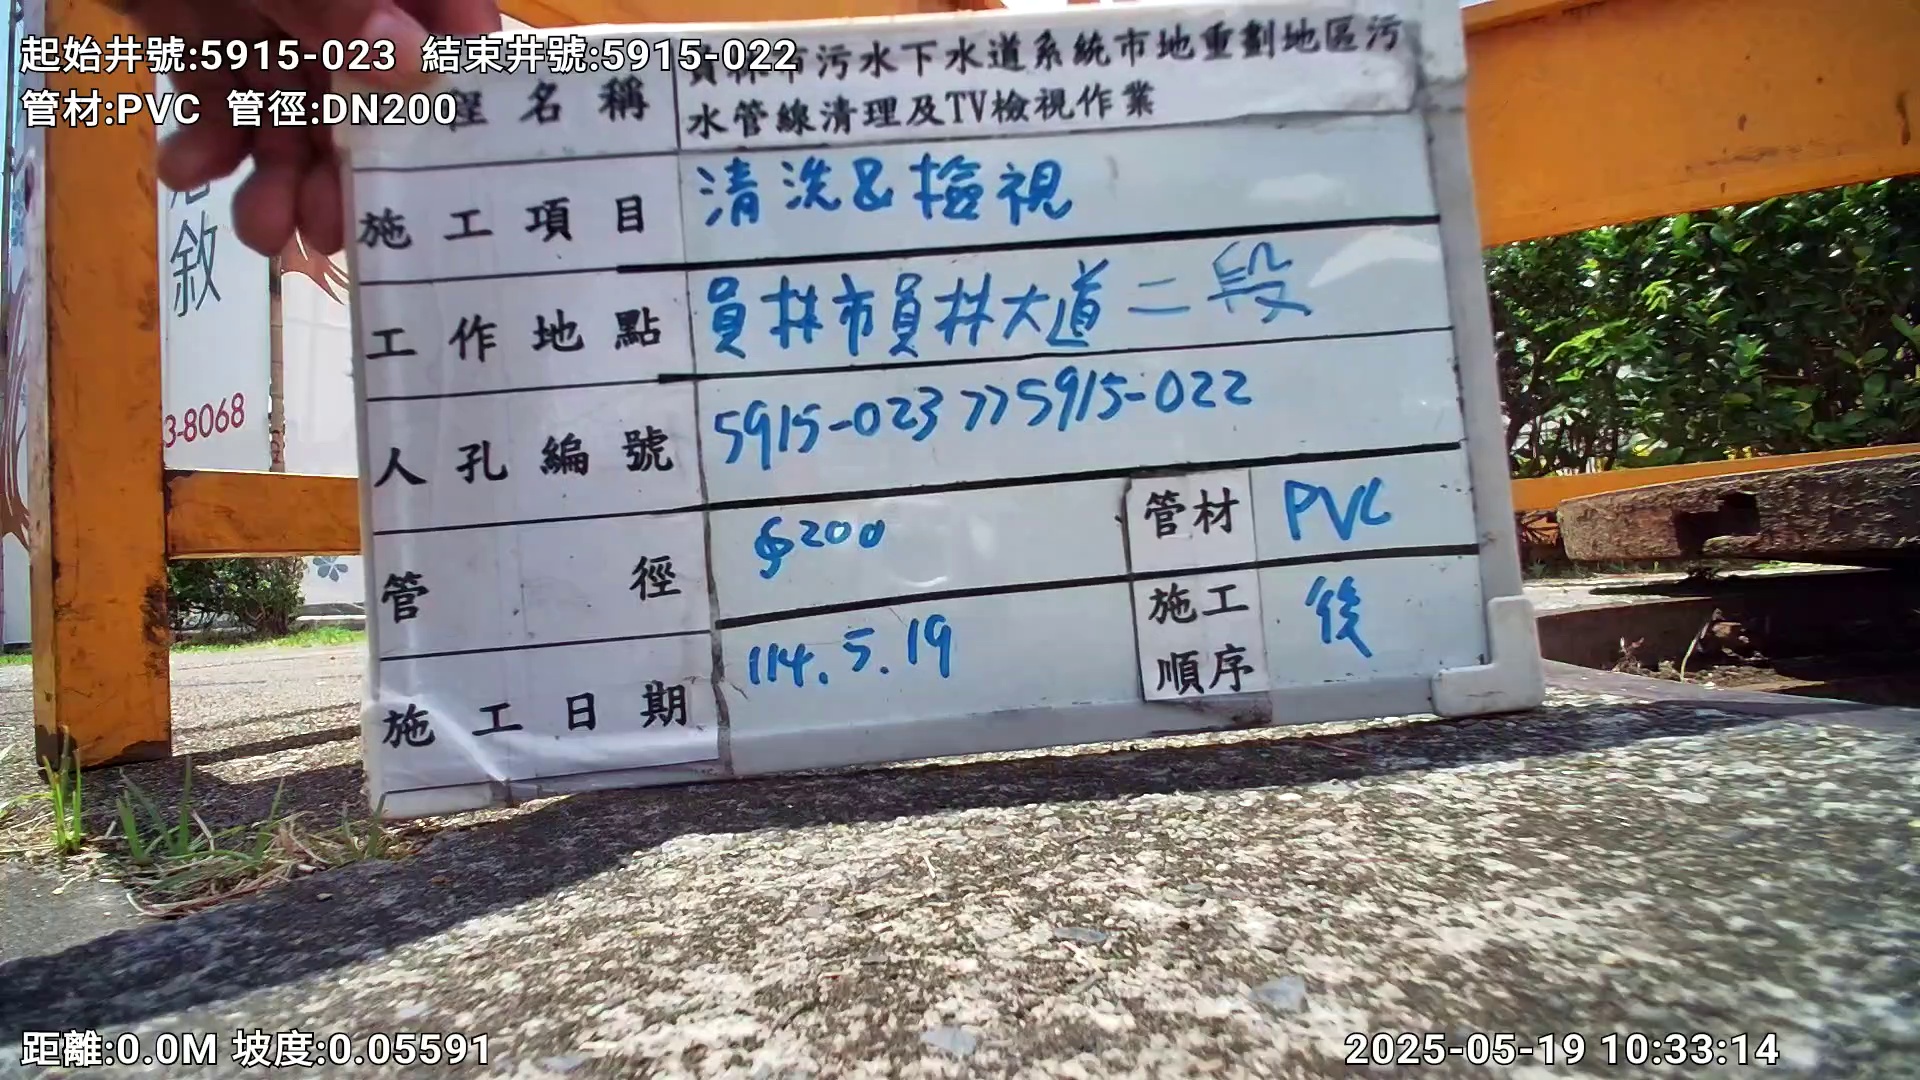 起始井號:5915-023 結束井號:5915-022
管材:PVC 管徑:DN200
程名稱 員林市污水下水道系統市地重劃地區污
水管線清理及TV檢視作業
施工項目 清洗&檢視
工作地點 員林市員林大道二段
人孔編號 5915-023>>5915-022
管徑 ϕ200 管材 PVC
施工日期 114.5.19 施工順序 後
敘
3-8068
距離:0.0M 坡度:0.05591
2025-05-19 10:33:14